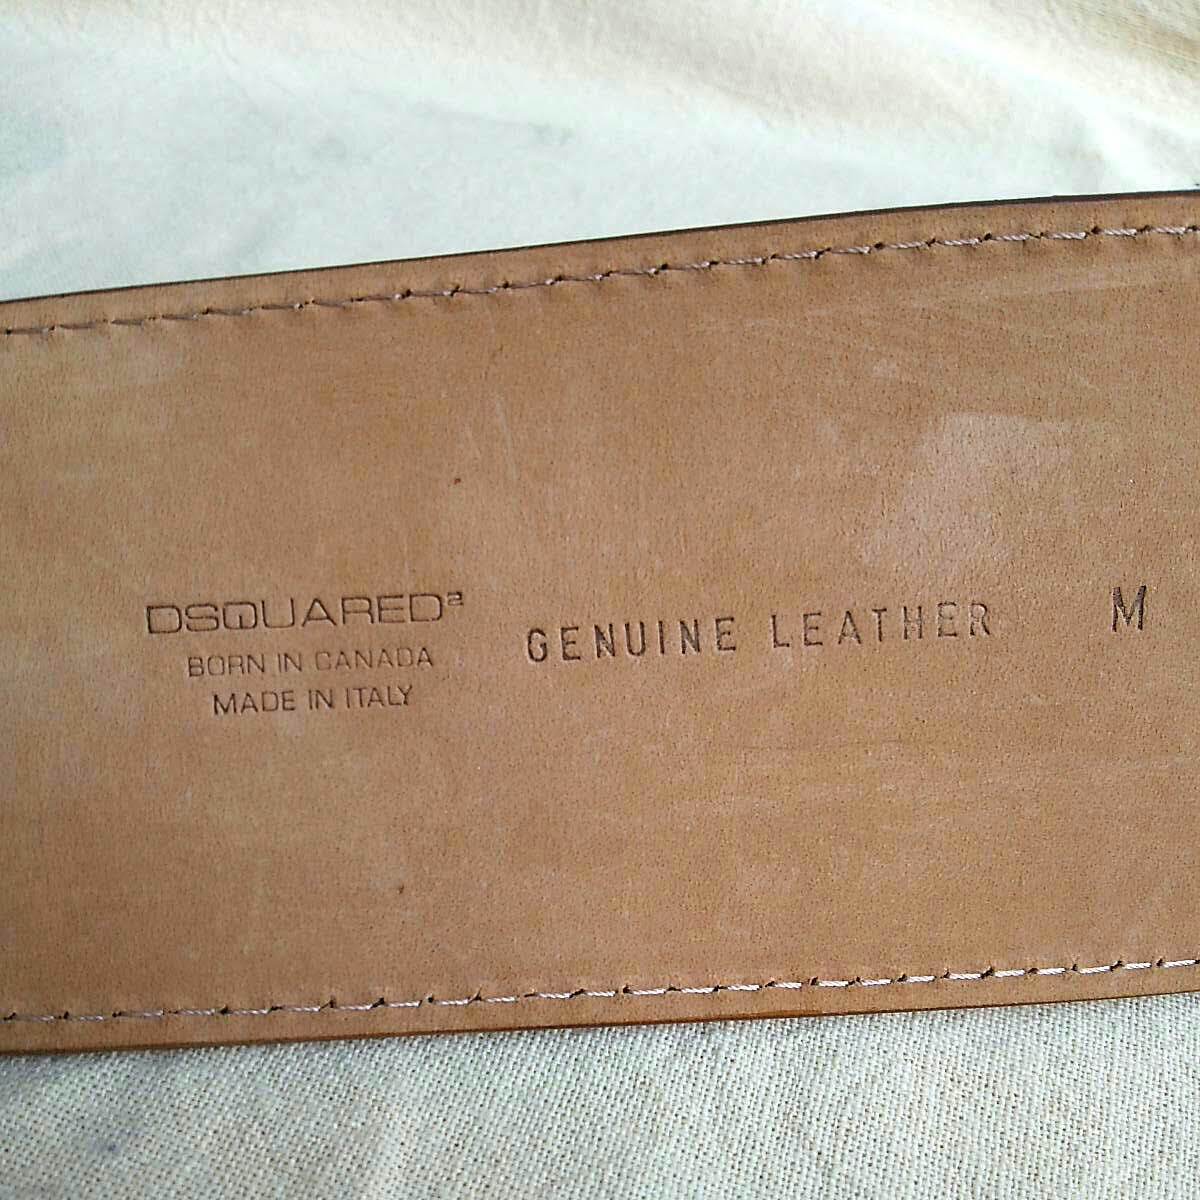 DSQUARED²
BORN IN CANADA
MADE IN ITALY
GENUINE LEATHER
M